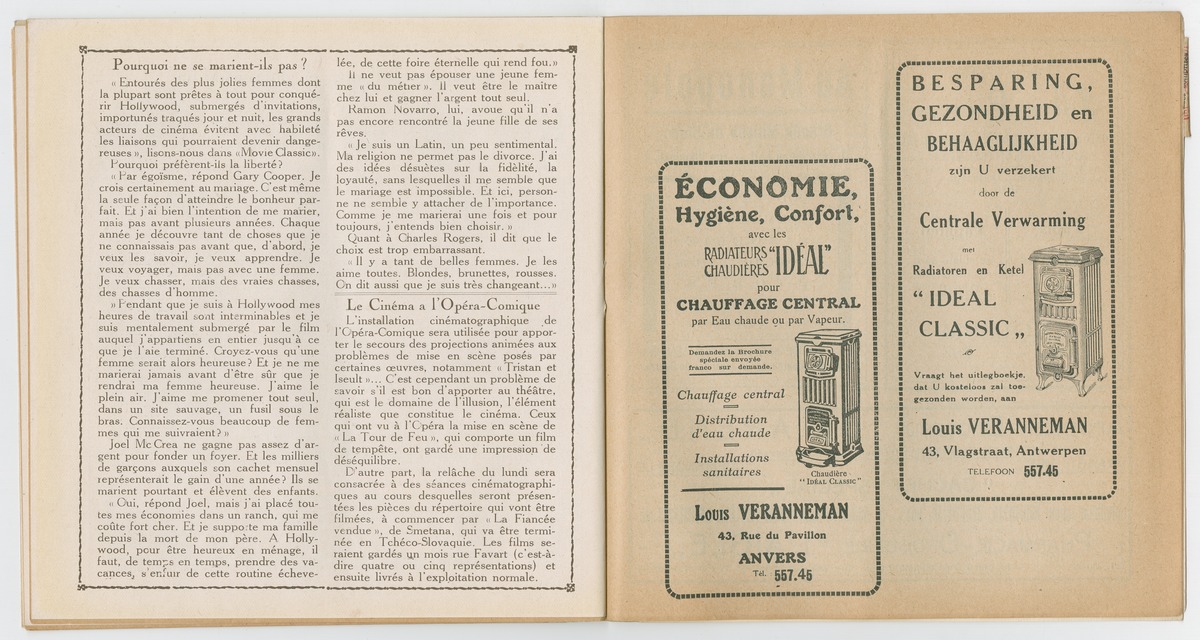 Pourquoi ne se marient-ils pas ?
« Entourés des plus jolies femmes dont
la plupart sont prêtes à tout pour conqué-
rir Hollywood, submergés d'invitations,
importunés traqués jour et nuit, les grands
acteurs de cinéma évitent avec habileté
les liaisons qui pourraient devenir dange-
reuses », lisons-nous dans «Movie Classic».
Pourquoi préfèrent-ils la liberté?
« Par égoïsme, répond Gary Cooper. Je
crois certainement au mariage. C'est même
la seule façon d'atteindre le bonheur par-
fait. Et j'ai bien l'intention de me marier,
mais pas avant plusieurs années. Chaque
année je découvre tant de choses que je
ne connaissais pas avant que, d'abord, je
veux les savoir, je veux apprendre. Je
veux voyager, mais pas avec une femme.
Je veux chasser, mais des vraies chasses,
des chasses d'homme.
» Pendant que je suis à Hollywood mes
heures de travail sont interminables et je
suis mentalement submergé par le film
auquel j'appartiens en entier jusqu'à ce
que je l'aie terminé. Croyez-vous qu'une
femme serait alors heureuse? Et je ne me
marierai jamais avant d'être sûr que je
rendrai ma femme heureuse. J'aime le
plein air. J'aime me promener tout seul,
dans un site sauvage, un fusil sous le
bras. Connaissez-vous beaucoup de fem-
mes qui me suivraient? »
Joel Mc Crea ne gagne pas assez d'ar-
gent pour fonder un foyer. Et les milliers
de garçons auxquels son cachet mensuel
représenterait le gain d'une année? Ils se
marient pourtant et élèvent des enfants.
« Oui, répond Joel, mais j'ai placé tou-
tes mes économies dans un ranch, qui me
coûte fort cher. Et je supporte ma famille
depuis la mort de mon père. A Holly-
wood, pour être heureux en ménage, il
faut, de temps en temps, prendre des va-
cances, s'enfuir de cette routine écheve-
lée, de cette foire éternelle qui rend fou.»
Il ne veut pas épouser une jeune fem-
me « du métier ». Il veut être le maître
chez lui et gagner l'argent tout seul.
Ramon Novarro, lui, avoue qu'il n'a
pas encore rencontré la jeune fille de ses
rêves.
« Je suis un Latin, un peu sentimental.
Ma religion ne permet pas le divorce. J'ai
des idées désuètes sur la fidélité, la
loyauté, sans lesquelles il me semble que
le mariage est impossible. Et ici, person-
ne ne semble y attacher de l'importance.
Comme je me marierai une fois et pour
toujours, j'entends bien choisir. »
Quant à Charles Rogers, il dit que le
choix est trop embarrassant.
« Il y a tant de belles femmes. Je les
aime toutes. Blondes, brunettes, rousses.
On dit aussi que je suis très changeant...»
Le Cinéma a l'Opéra-Comique
L'installation cinématographique de
l'Opéra-Comique sera utilisée pour appor-
ter le secours des projections animées aux
problèmes de mise en scène posés par
certaines œuvres, notamment « Tristan et
Iseult »... C'est cependant un problème de
savoir s'il est bon d'apporter au théâtre,
qui est le domaine de l'illusion, l'élément
réaliste que constitue le cinéma. Ceux
qui ont vu à l'Opéra la mise en scène de
« La Tour de Feu », qui comporte un film
de tempête, ont gardé une impression de
déséquilibre.
D'autre part, la relâche du lundi sera
consacrée à des séances cinématographi-
ques au cours desquelles seront présen-
tées les pièces du répertoire qui vont être
filmées, à commencer par « La Fiancée
vendue », de Smetana, qui va être termi-
née en Tchéco-Slovaquie. Les films se-
raient gardés un mois rue Favart (c'est-à-
dire quatre ou cinq représentations) et
ensuite livrés à l'exploitation normale.
ÉCONOMIE,
Hygiène, Confort,
avec les
RADIATEURS
CHAUDIÈRES "IDÉAL"
pour
CHAUFFAGE CENTRAL
par Eau chaude ou par Vapeur.
Demandez la Brochure
spéciale envoyée
franco sur demande.
Chauffage central
Distribution
d'eau chaude
Installations
sanitaires
Chaudière
"IDÉAL CLASSIC"
Louis VERANNEMAN
43, Rue du Pavillon
ANVERS
Tél. 557.45
BESPARING,
GEZONDHEID en
BEHAAGLIJKHEID
zijn U verzekert
door de
Centrale Verwarming
met
Radiatoren en Ketel
“ IDEAL
CLASSIC „
Vraagt het uitlegboekje,
dat U kosteloos zal toe-
gezonden worden, aan
Louis VERANNEMAN
43, Vlagstraat, Antwerpen
TELEFOON 557.45